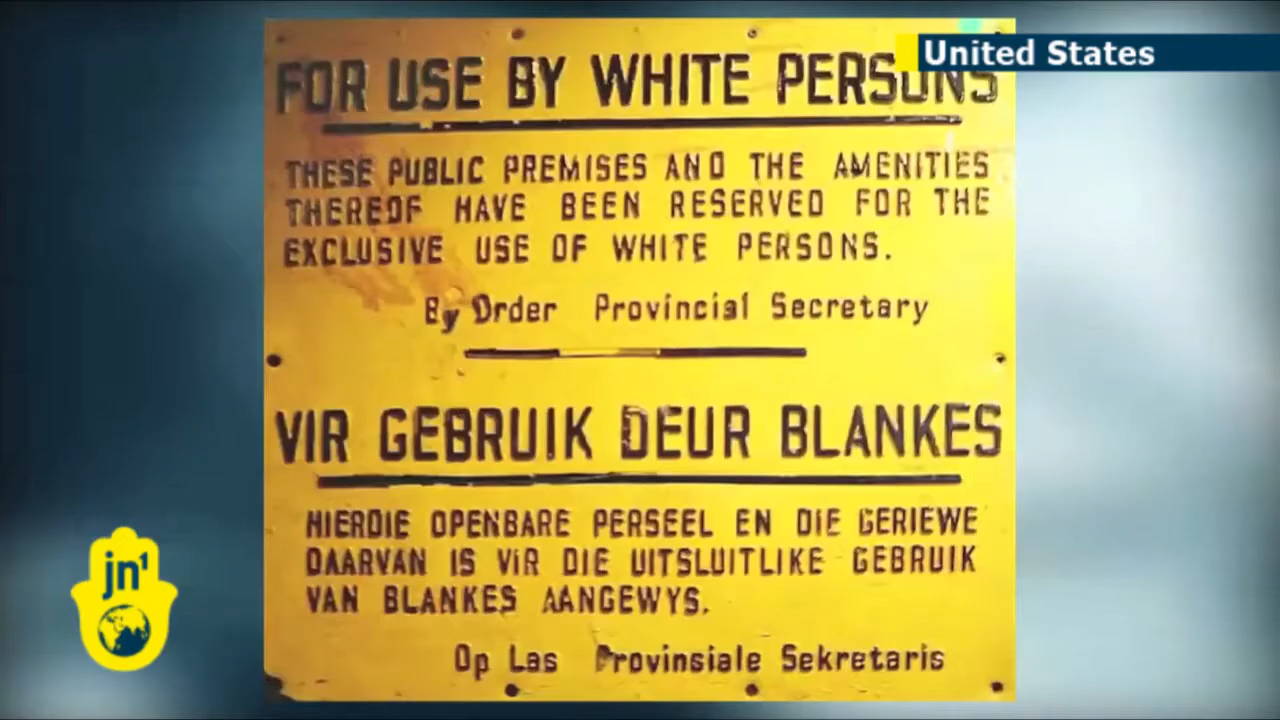 United States
FOR USE BY WHITE PERSONS
THESE PUBLIC PREMISES AND THE AMENITIES
THEREOF HAVE BEEN RESERVED FOR THE
EXCLUSIVE USE OF WHITE PERSONS.
By Order Provincial Secretary
VIR GEBRUIK DEUR BLANKES
HIERDIE OPENBARE PERSEEL EN DIE GERIEWE
DAARVAN IS VIR DIE UITSLUITLIKE GEBRUIK
VAN BLANKES AANGEWYS.
Op Las Provinsiale Sekretaris
jn1